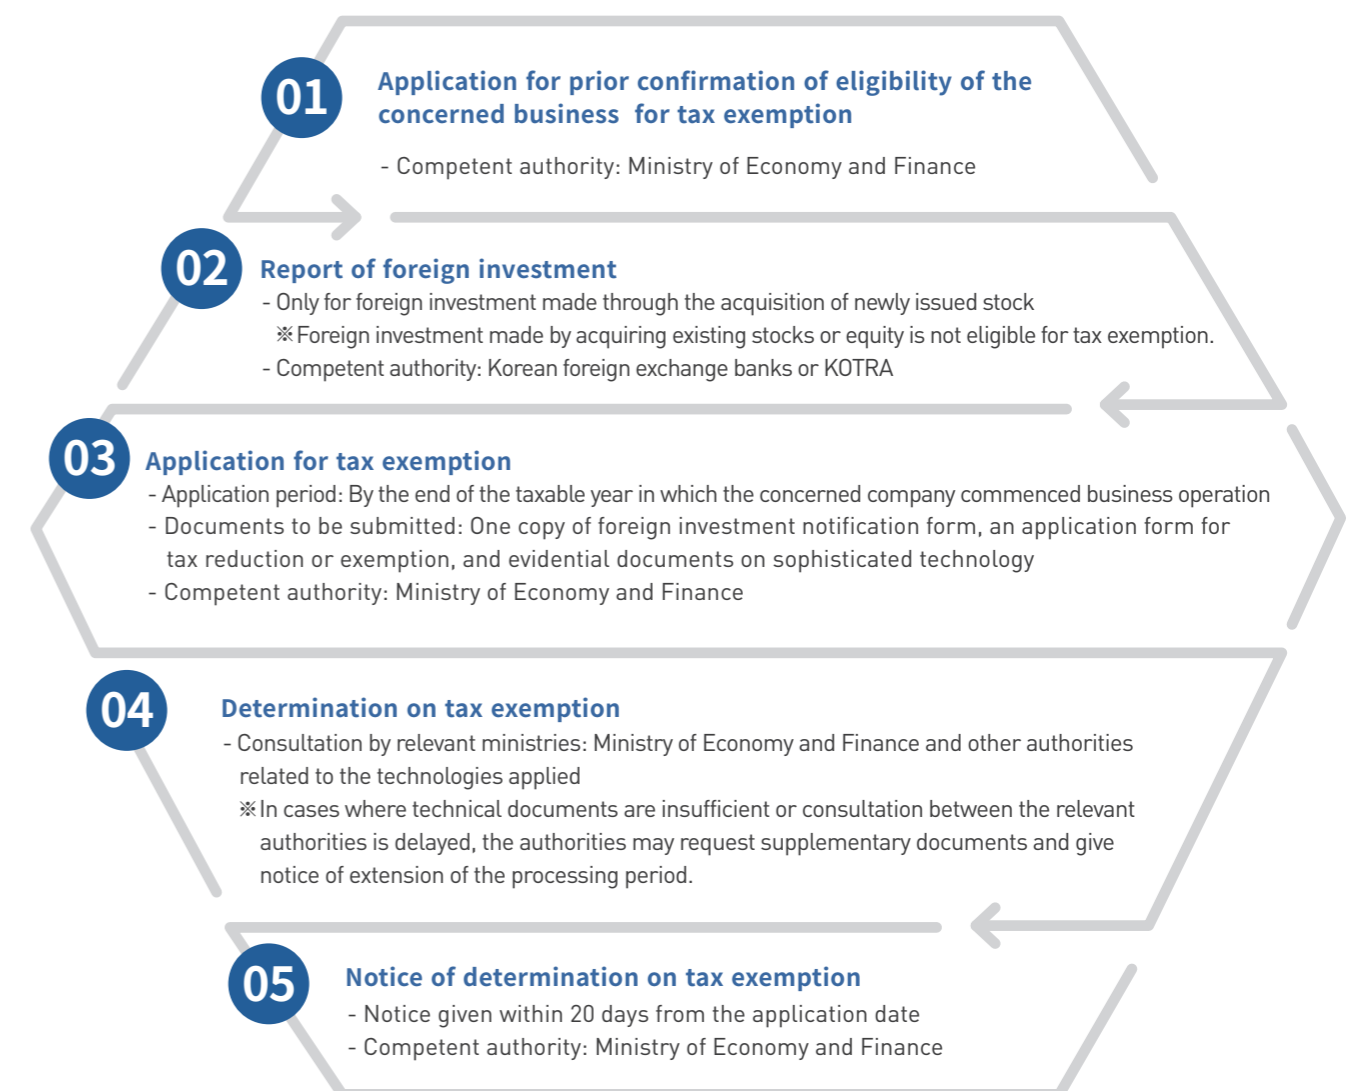 01
Application for prior confirmation of eligibility of the
concerned business for tax exemption
- Competent authority: Ministry of Economy and Finance
02
Report of foreign investment
- Only for foreign investment made through the acquisition of newly issued stock
※Foreign investment made by acquiring existing stocks or equity is not eligible for tax exemption.
- Competent authority: Korean foreign exchange banks or KOTRA
03
Application for tax exemption
- Application period: By the end of the taxable year in which the concerned company commenced business operation
- Documents to be submitted: One copy of foreign investment notification form, an application form for
tax reduction or exemption, and evidential documents on sophisticated technology
- Competent authority: Ministry of Economy and Finance
04
Determination on tax exemption
- Consultation by relevant ministries: Ministry of Economy and Finance and other authorities
related to the technologies applied
※In cases where technical documents are insufficient or consultation between the relevant
authorities is delayed, the authorities may request supplementary documents and give
notice of extension of the processing period.
05
Notice of determination on tax exemption
- Notice given within 20 days from the application date
- Competent authority: Ministry of Economy and Finance